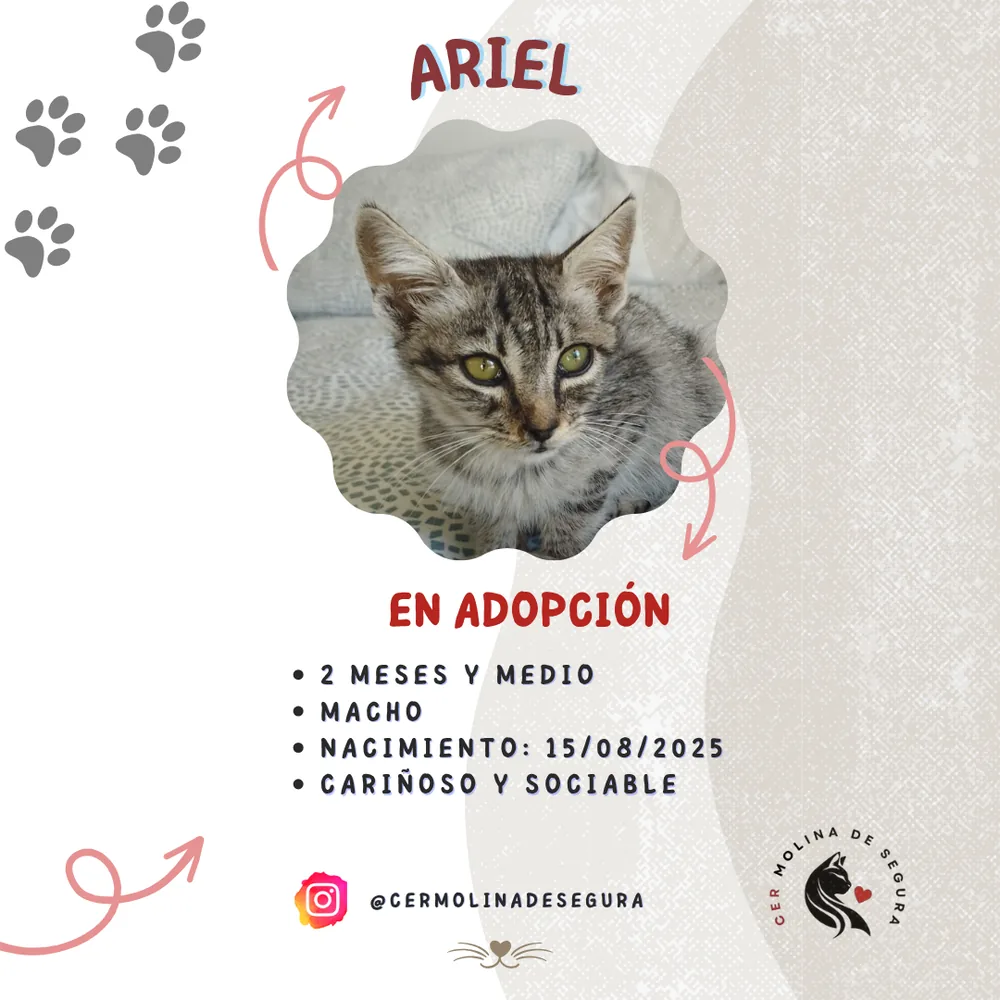 ARIEL
EN ADOPCIÓN
• 2 MESES Y MEDIO
• MACHO
• NACIMIENTO: 15/08/2025
• CARIÑOSO Y SOCIABLE
@CERMOLINADESEGURA
CER MOLINA DE SEGURA